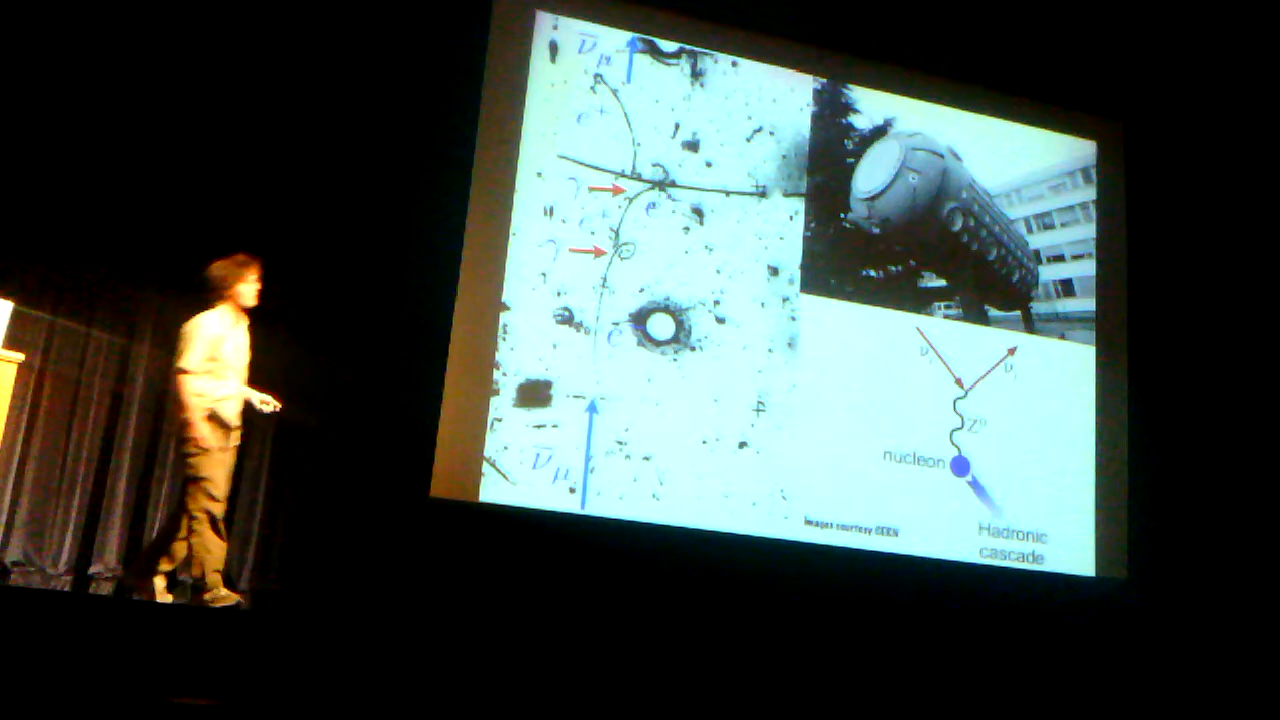 ν̄μ
e⁺
γ
e⁺
e⁻
γ
e⁻
ν̄μ
ν
ν
Z⁰
nucleon
Images courtesy CERN
Hadronic
cascade